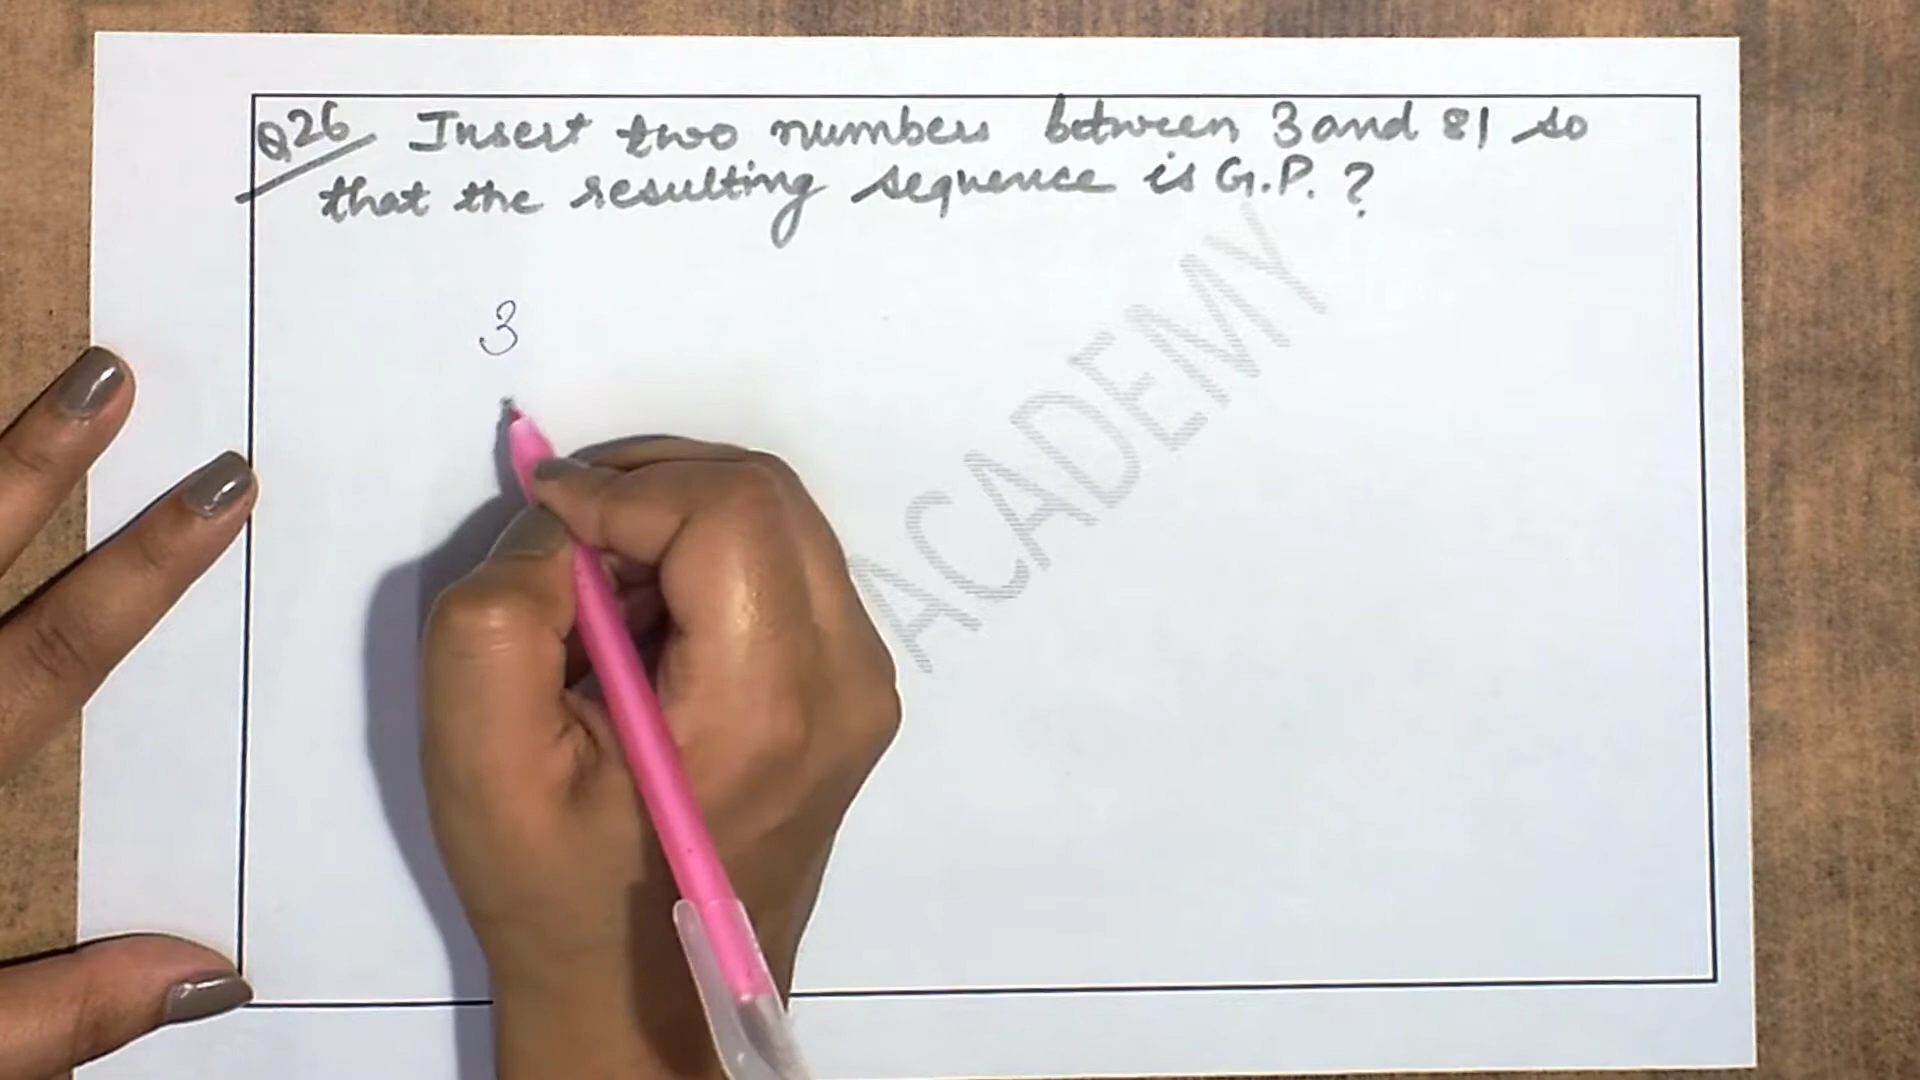 Q26 Insert two numbers between 3 and 81 so
that the resulting sequence is G.P. ?
3
ACADEMY